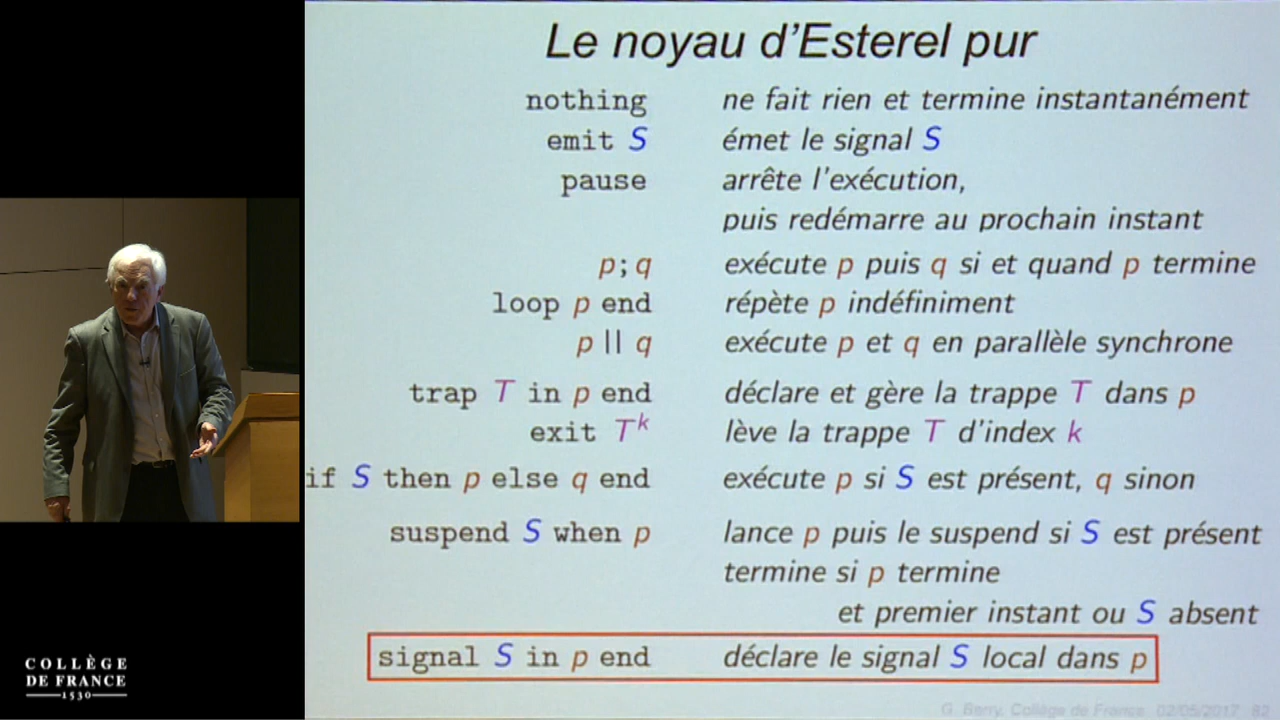 Le noyau d'Esterel pur
nothing ne fait rien et termine instantanément
emit S émet le signal S
pause arrête l'exécution,
puis redémarre au prochain instant
p;q exécute p puis q si et quand p termine
loop p end répète p indéfiniment
p || q exécute p et q en parallèle synchrone
trap T in p end déclare et gère la trappe T dans p
exit Tᵏ lève la trappe T d'index k
if S then p else q end exécute p si S est présent, q sinon
suspend S when p lance p puis le suspend si S est présent
termine si p termine
et premier instant ou S absent
signal S in p end déclare le signal S local dans p
G. Berry, Collège de France 02/05/2017 82
COLLÈGE
DE FRANCE
1530